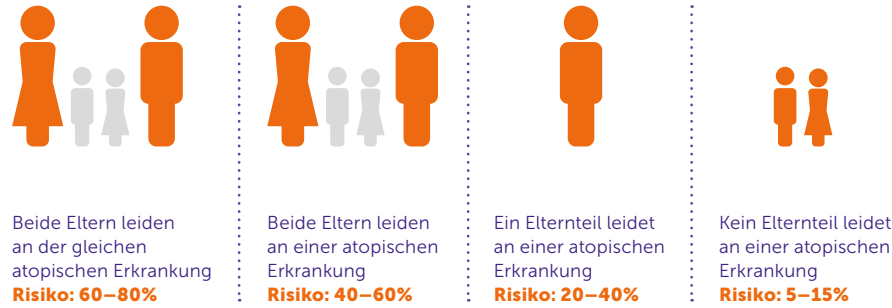 Beide Eltern leiden
an der gleichen
atopischen Erkrankung
Risiko: 60–80%
Beide Eltern leiden
an einer atopischen
Erkrankung
Risiko: 40–60%
Ein Elternteil leidet
an einer atopischen
Erkrankung
Risiko: 20–40%
Kein Elternteil leidet
an einer atopischen
Erkrankung
Risiko: 5–15%